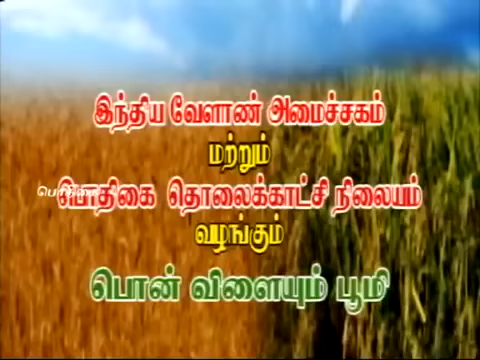 இந்திய வேளாண் அமைச்சகம்
மற்றும்
பொதிகை தொலைக்காட்சி நிலையம்
வழங்கும்
பொன் விளையும் பூமி